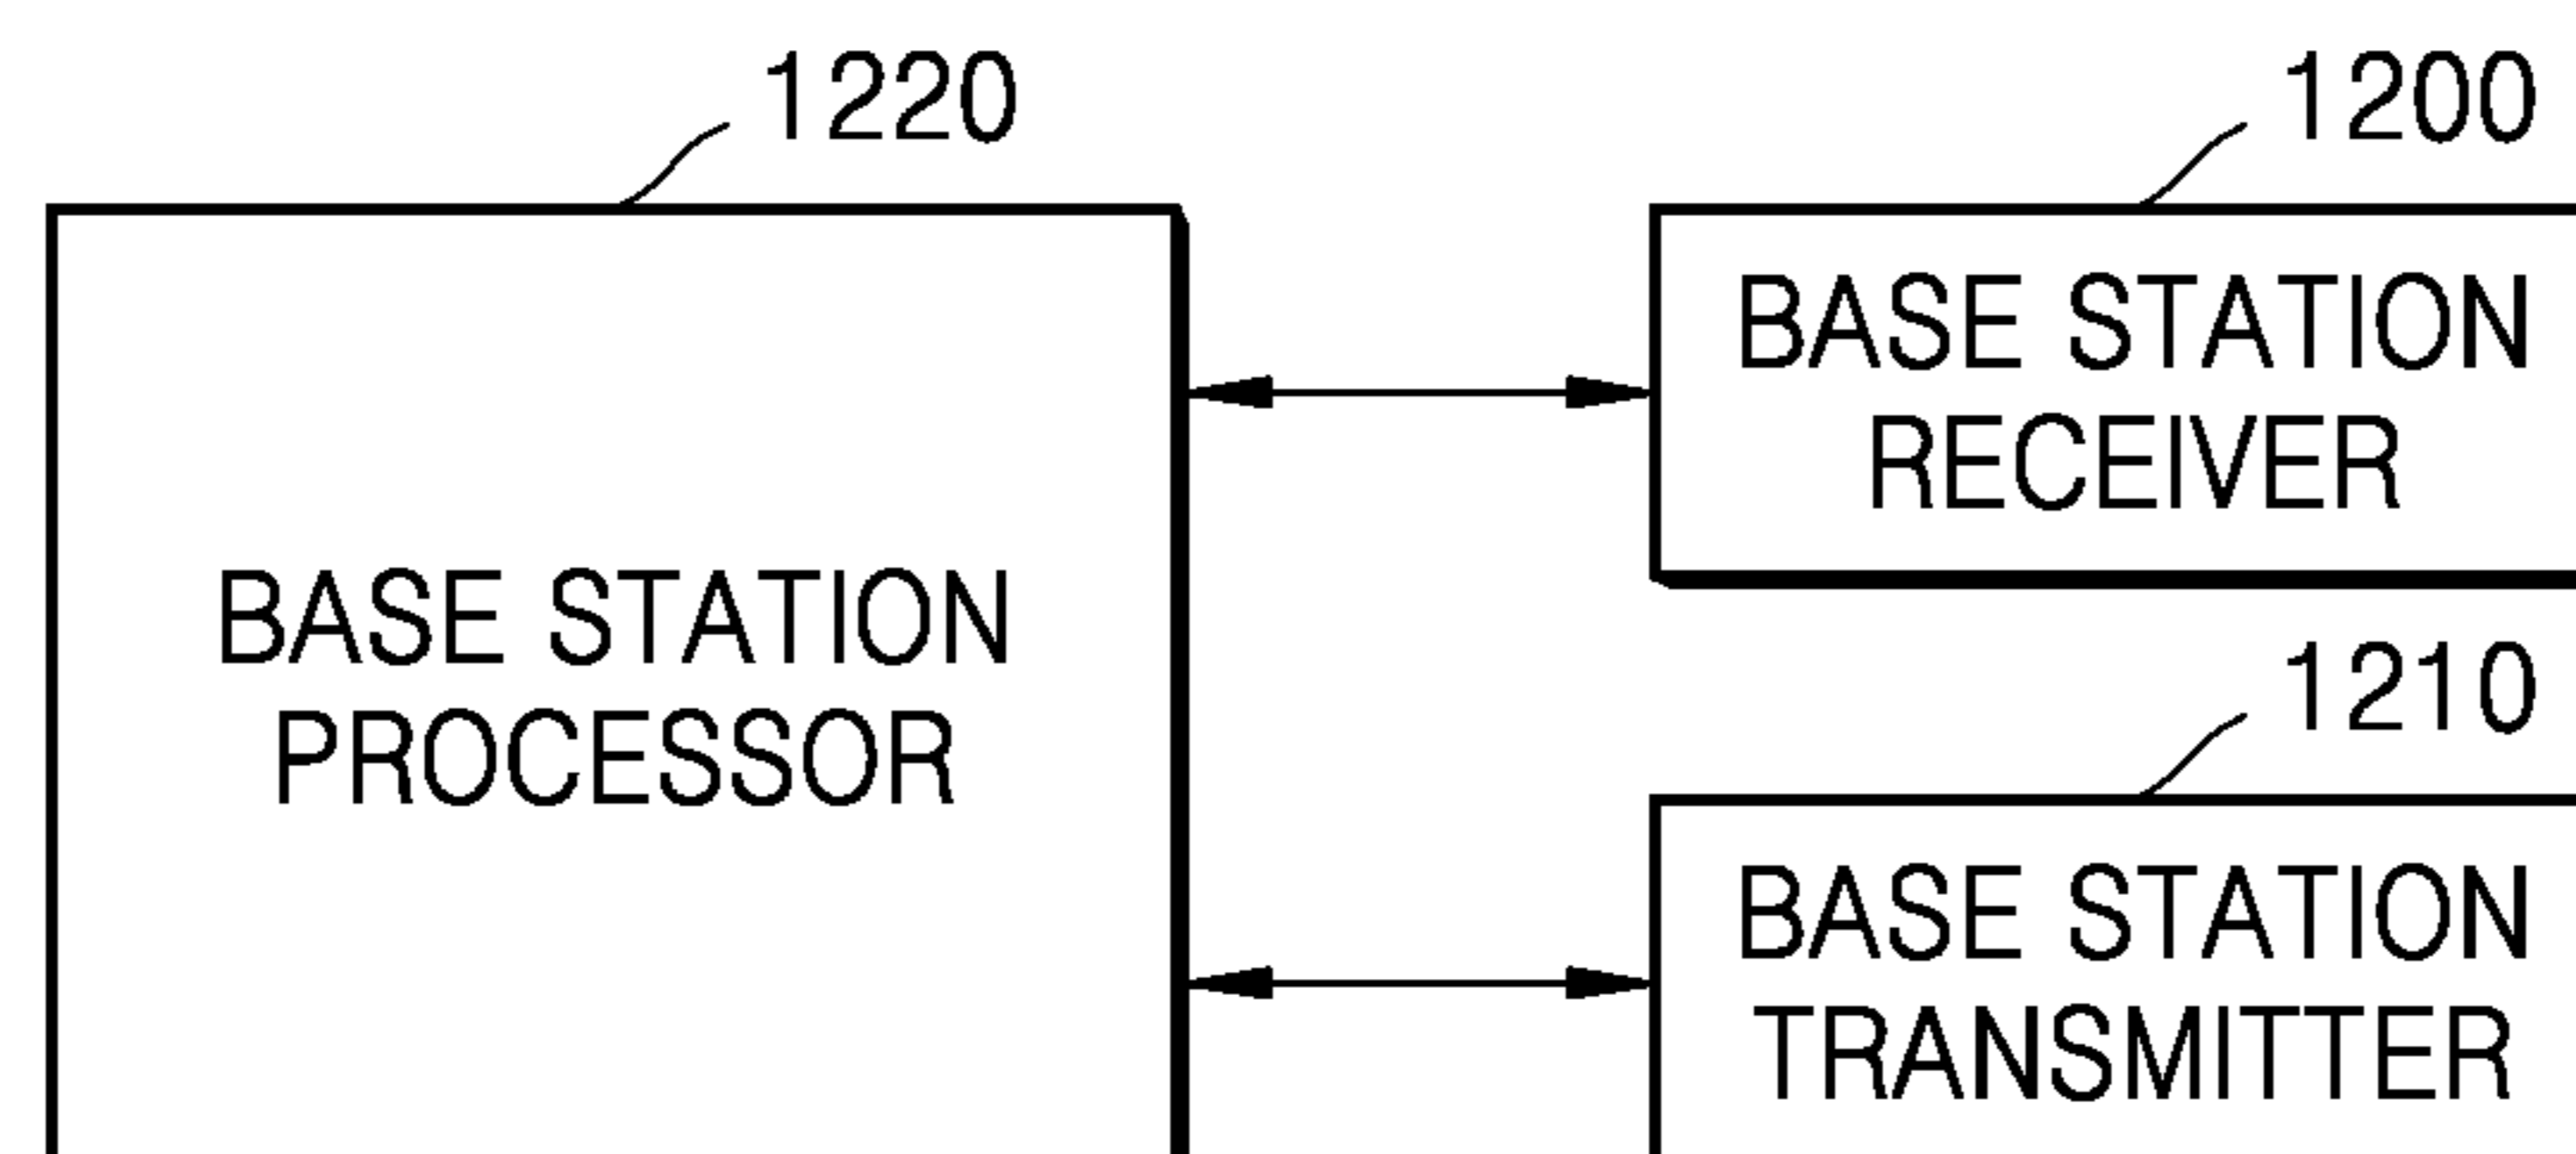 1220
BASE STATION
PROCESSOR
1200
BASE STATION
RECEIVER
1210
BASE STATION
TRANSMITTER